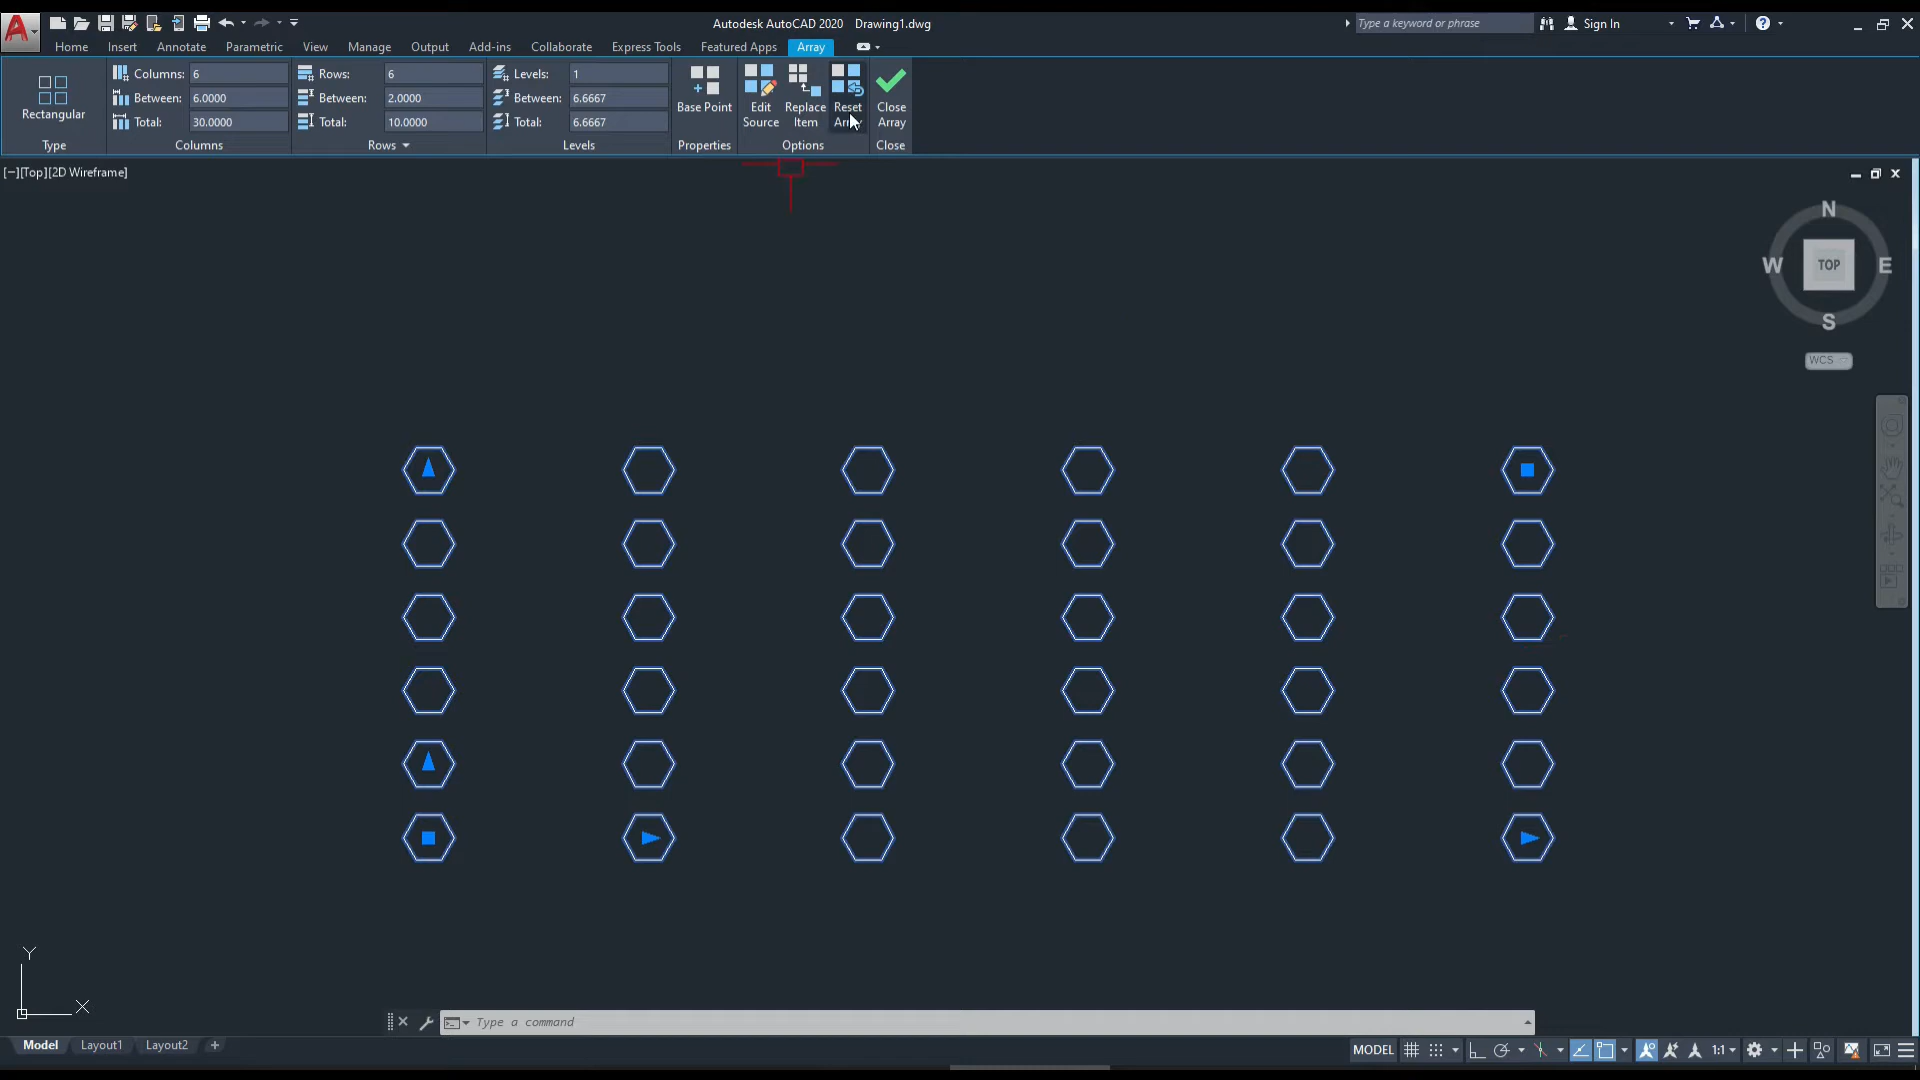 A
Autodesk AutoCAD 2020 Drawing1.dwg
Type a keyword or phrase
Sign In
Home Insert Annotate Parametric View Manage Output Add-ins Collaborate Express Tools Featured Apps Array
Rectangular
Type
Columns: 6
Between: 6.0000
Total: 30.0000
Columns
Rows: 6
Between: 2.0000
Total: 10.0000
Rows
Levels: 1
Between: 6.6667
Total: 6.6667
Levels
Base Point
Properties
Edit
Source
Replace
Item
Reset
Array
Options
Close
Array
Close
[−][Top][2D Wireframe]
N
W TOP E
S
WCS
Y
X
Type a command
Model Layout1 Layout2 +
MODEL 1:1